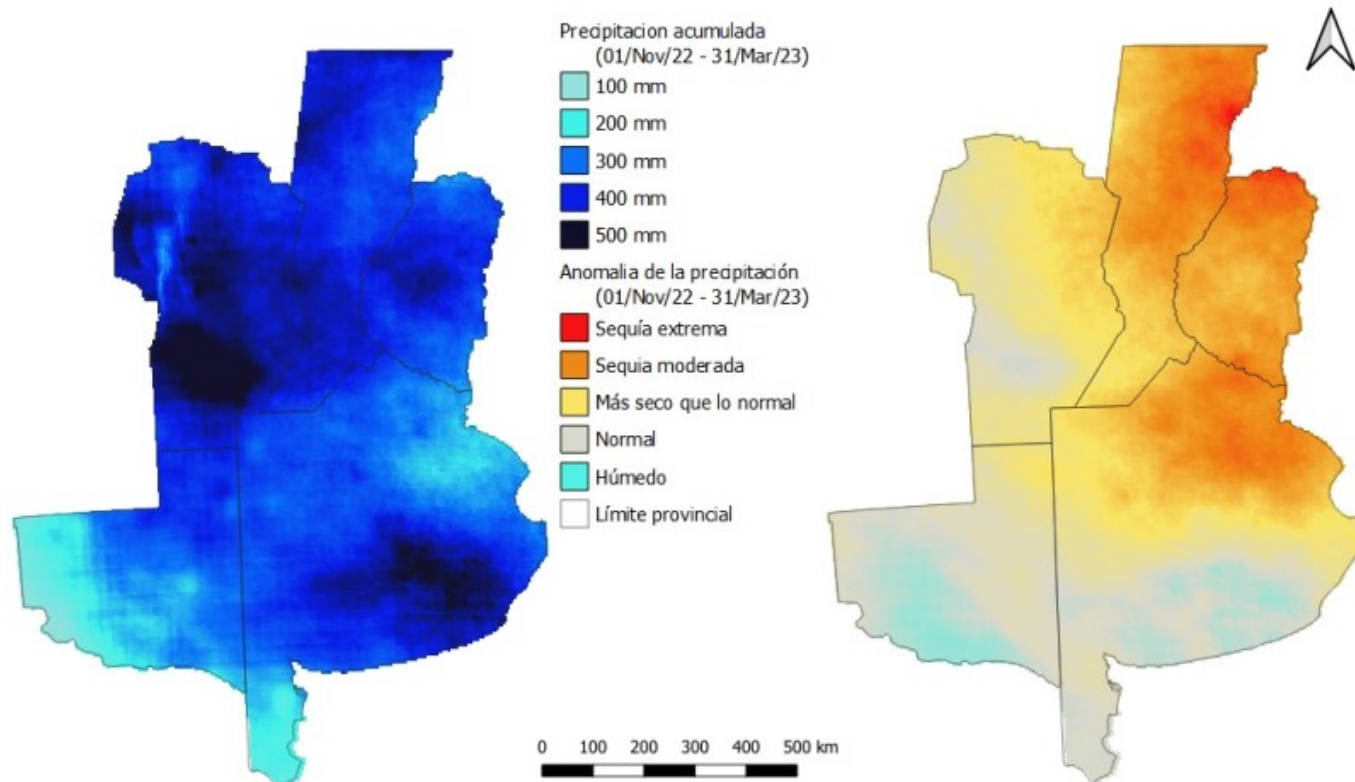 Precipitacion acumulada
(01/Nov/22 - 31/Mar/23)
100 mm
200 mm
300 mm
400 mm
500 mm
Anomalia de la precipitación
(01/Nov/22 - 31/Mar/23)
Sequía extrema
Sequia moderada
Más seco que lo normal
Normal
Húmedo
Límite provincial
0 100 200 300 400 500 km